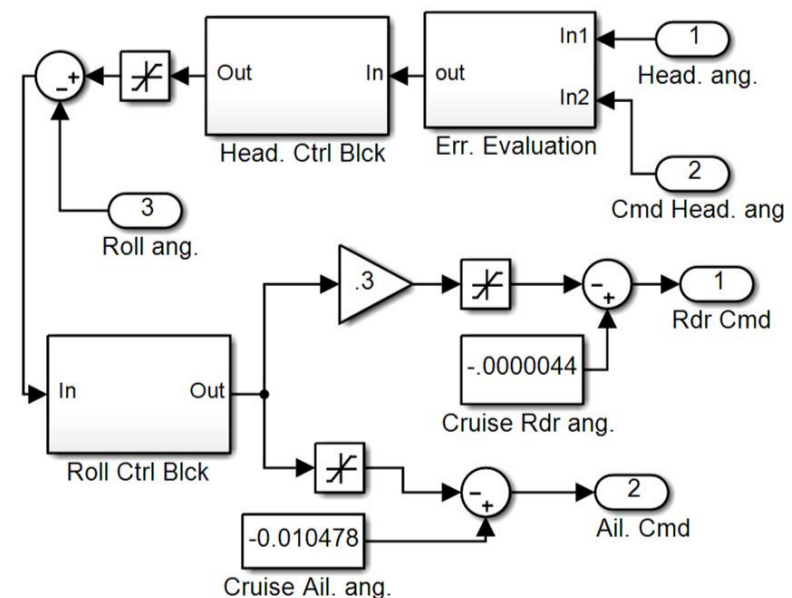 In1
1
Head. ang.
Out
In
out
In2
Head. Ctrl Blck
Err. Evaluation
2
Cmd Head. ang
- +
3
Roll ang.
.3
- +
1
Rdr Cmd
-.0000044
Cruise Rdr ang.
In
Out
Roll Ctrl Blck
- +
2
Ail. Cmd
-0.010478
Cruise Ail. ang.